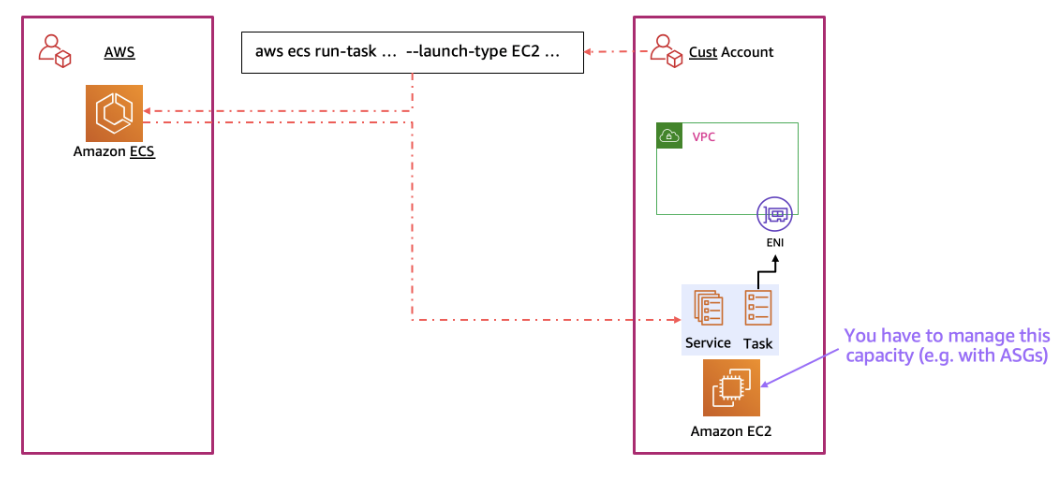 AWS
aws ecs run-task ... --launch-type EC2 ...
Cust Account
Amazon ECS
VPC
ENI
Service
Task
You have to manage this
capacity (e.g. with ASGs)
Amazon EC2